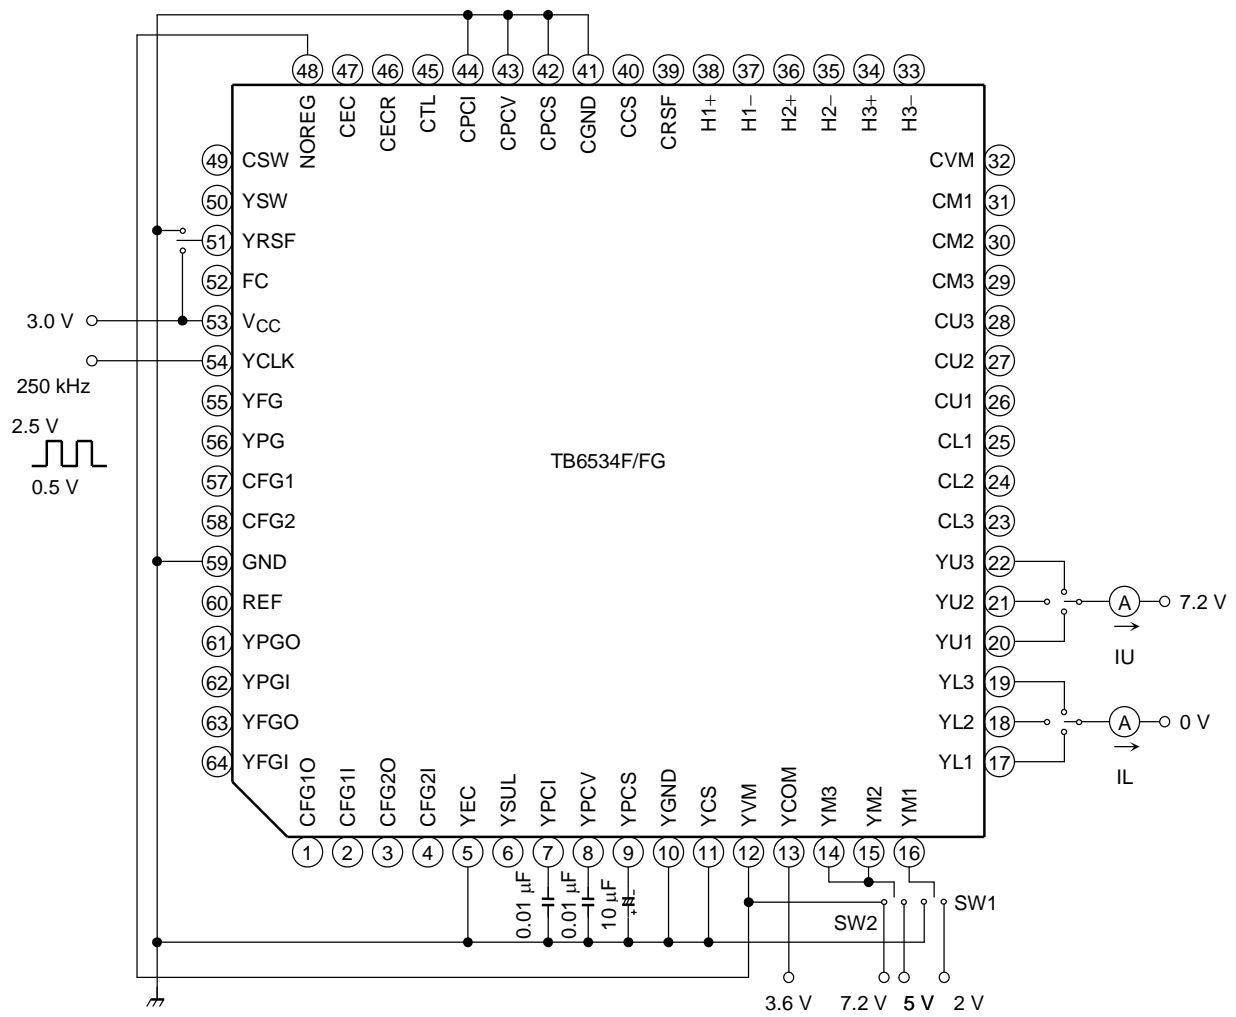 48 47 46 45 44 43 42 41 40 39 38 37 36 35 34 33
NOREG CEC CECR CTL CPCI CPCV CPCS CGND CCS CRSF H1+ H1− H2+ H2− H3+ H3−
49 CSW
50 YSW
51 YRSF
52 FC
3.0 V 53 VCC
54 YCLK
250 kHz
55 YFG
2.5 V
56 YPG
0.5 V
57 CFG1
58 CFG2
59 GND
60 REF
61 YPGO
62 YPGI
63 YFGO
64 YFGI
TB6534F/FG
CVM 32
CM1 31
CM2 30
CM3 29
CU3 28
CU2 27
CU1 26
CL1 25
CL2 24
CL3 23
YU3 22
YU2 21 A 7.2 V
YU1 20
IU
YL3 19
YL2 18 A 0 V
YL1 17
IL
CFG1O CFG1I CFG2O CFG2I YEC YSUL YPCI YPCV YPCS YGND YCS YVM YCOM YM3 YM2 YM1
1 2 3 4 5 6 7 8 9 10 11 12 13 14 15 16
0.01 μF 0.01 μF 10 μF + −
SW2 SW1
3.6 V 7.2 V 5 V 2 V